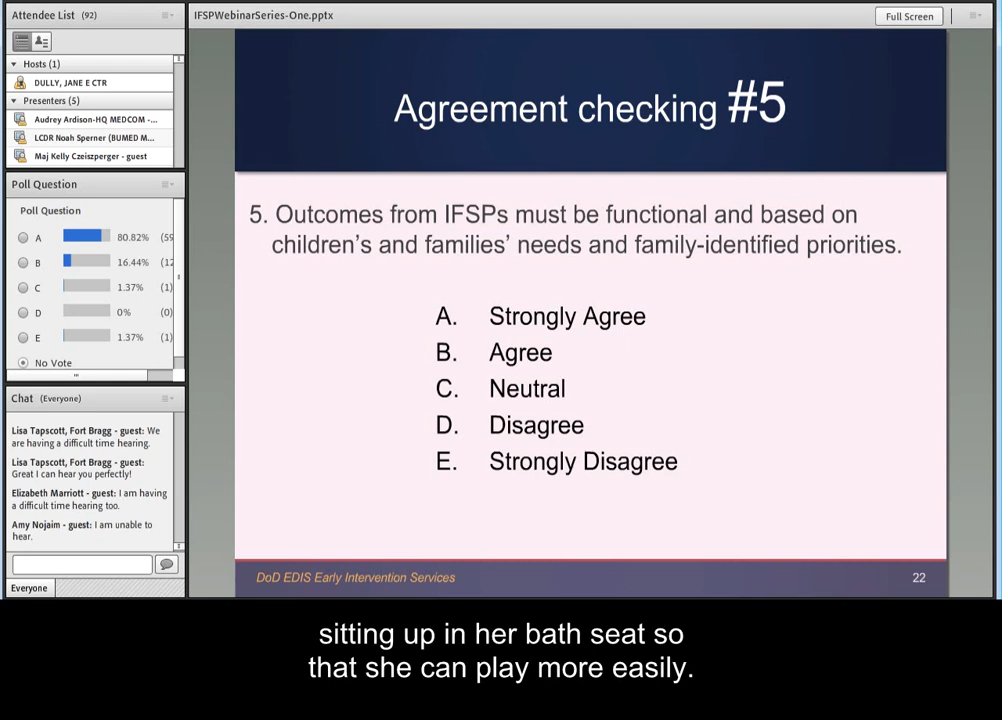 Attendee List (92)
Hosts (1)
DULLY, JANE E CTR
Presenters (5)
Audrey Ardison-HQ MEDCOM -...
LCDR Noah Sperner (BUMED M...
Maj Kelly Czeiszperger - guest
Poll Question
Poll Question
A 80.82% (59
B 16.44% (12
C 1.37% (1)
D 0% (0)
E 1.37% (1)
No Vote
Chat (Everyone)
Lisa Tapscott, Fort Bragg - guest: We
are having a difficult time hearing.
Lisa Tapscott, Fort Bragg - guest:
Great I can hear you perfectly!
Elizabeth Marriott - guest: I am having
a difficult time hearing too.
Amy Nojaim - guest: I am unable to
hear.
Everyone
IFSPWebinarSeries-One.pptx
Full Screen
Agreement checking #5
5. Outcomes from IFSPs must be functional and based on
children's and families' needs and family-identified priorities.
A. Strongly Agree
B. Agree
C. Neutral
D. Disagree
E. Strongly Disagree
DoD EDIS Early Intervention Services
22
sitting up in her bath seat so
that she can play more easily.